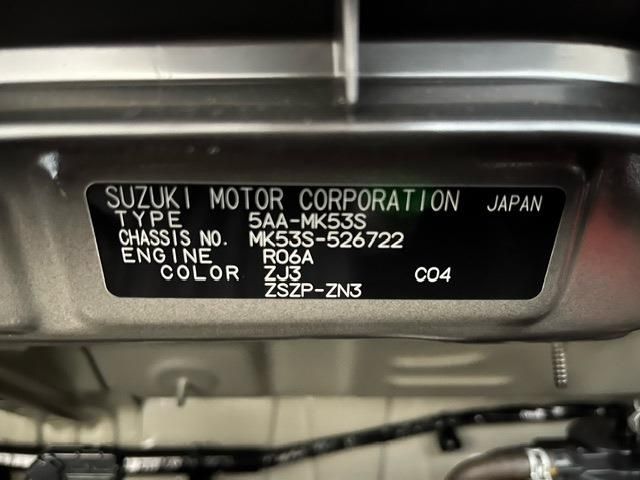 SUZUKI MOTOR CORPORATION JAPAN
TYPE 5AA-MK53S
CHASSIS NO. MK53S-526722
ENGINE R06A
COLOR ZJ3 C04
ZSZP-ZN3